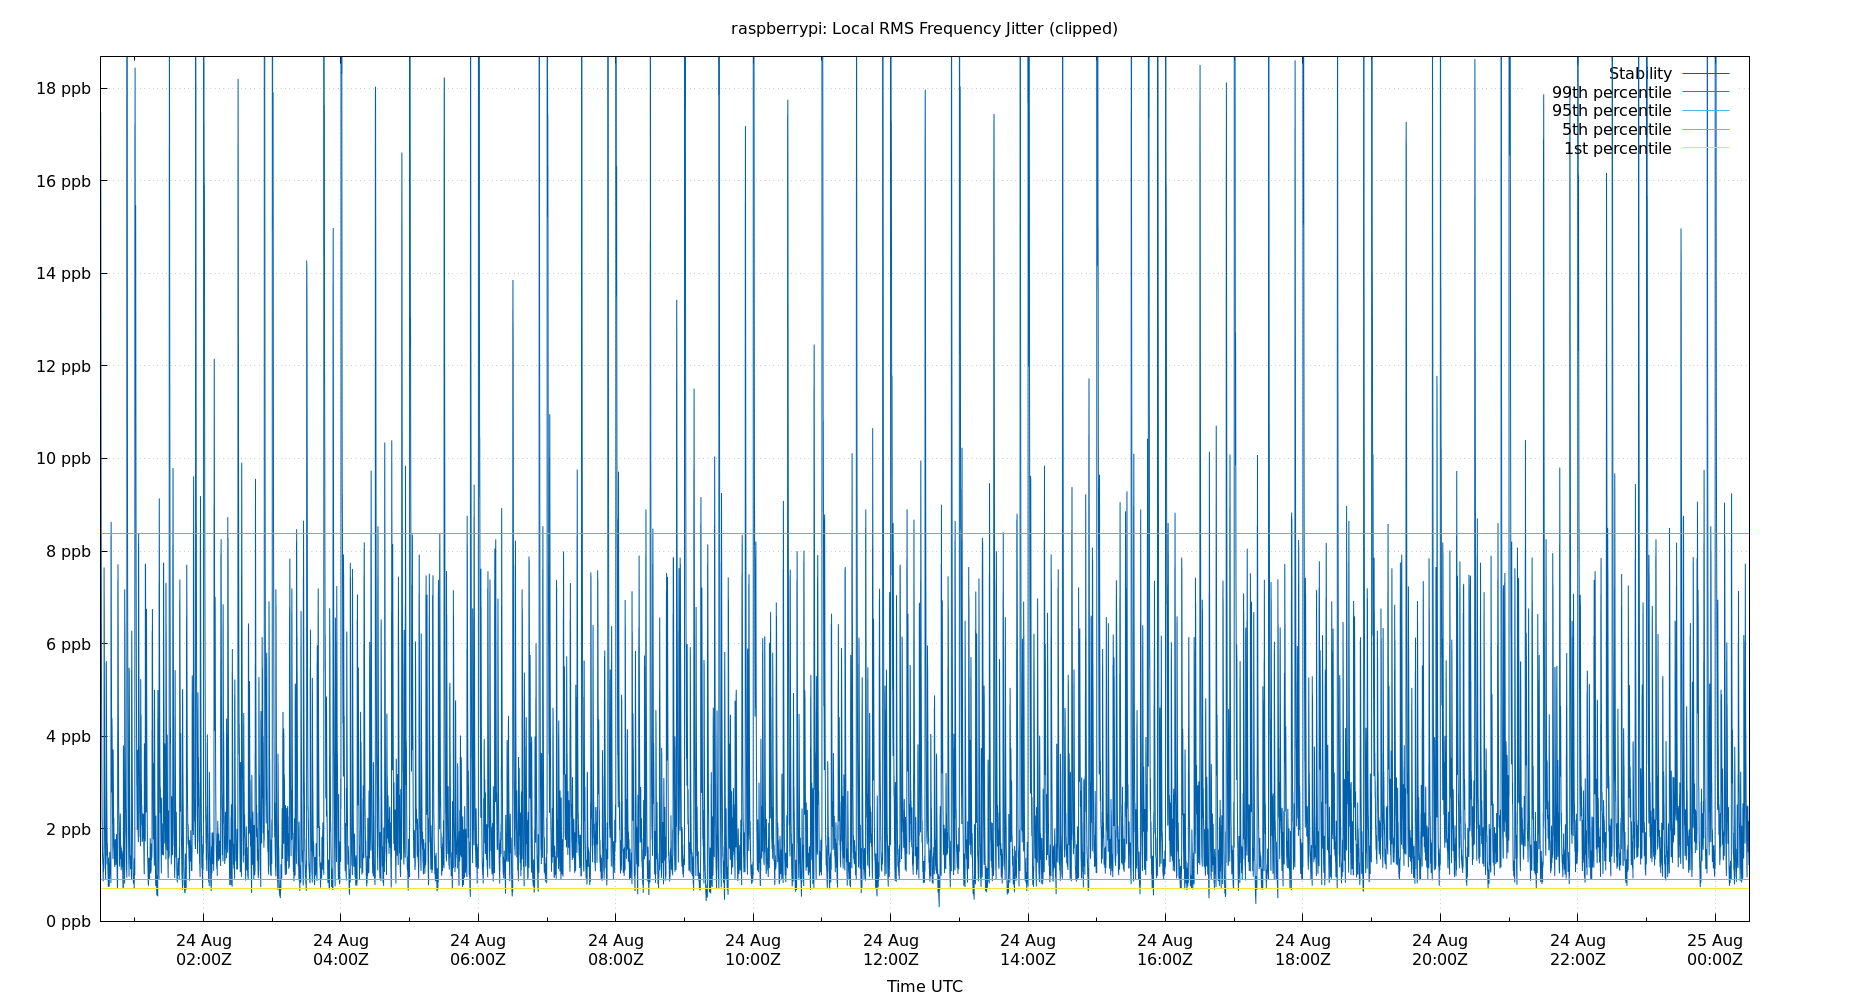 raspberrypi: Local RMS Frequency Jitter (clipped)
18 ppb
16 ppb
14 ppb
12 ppb
10 ppb
8 ppb
6 ppb
4 ppb
2 ppb
0 ppb
Stability
99th percentile
95th percentile
5th percentile
1st percentile
24 Aug 24 Aug 24 Aug 24 Aug 24 Aug 24 Aug 24 Aug 24 Aug 24 Aug 24 Aug 24 Aug 25 Aug
02:00Z 04:00Z 06:00Z 08:00Z 10:00Z 12:00Z 14:00Z 16:00Z 18:00Z 20:00Z 22:00Z 00:00Z
Time UTC